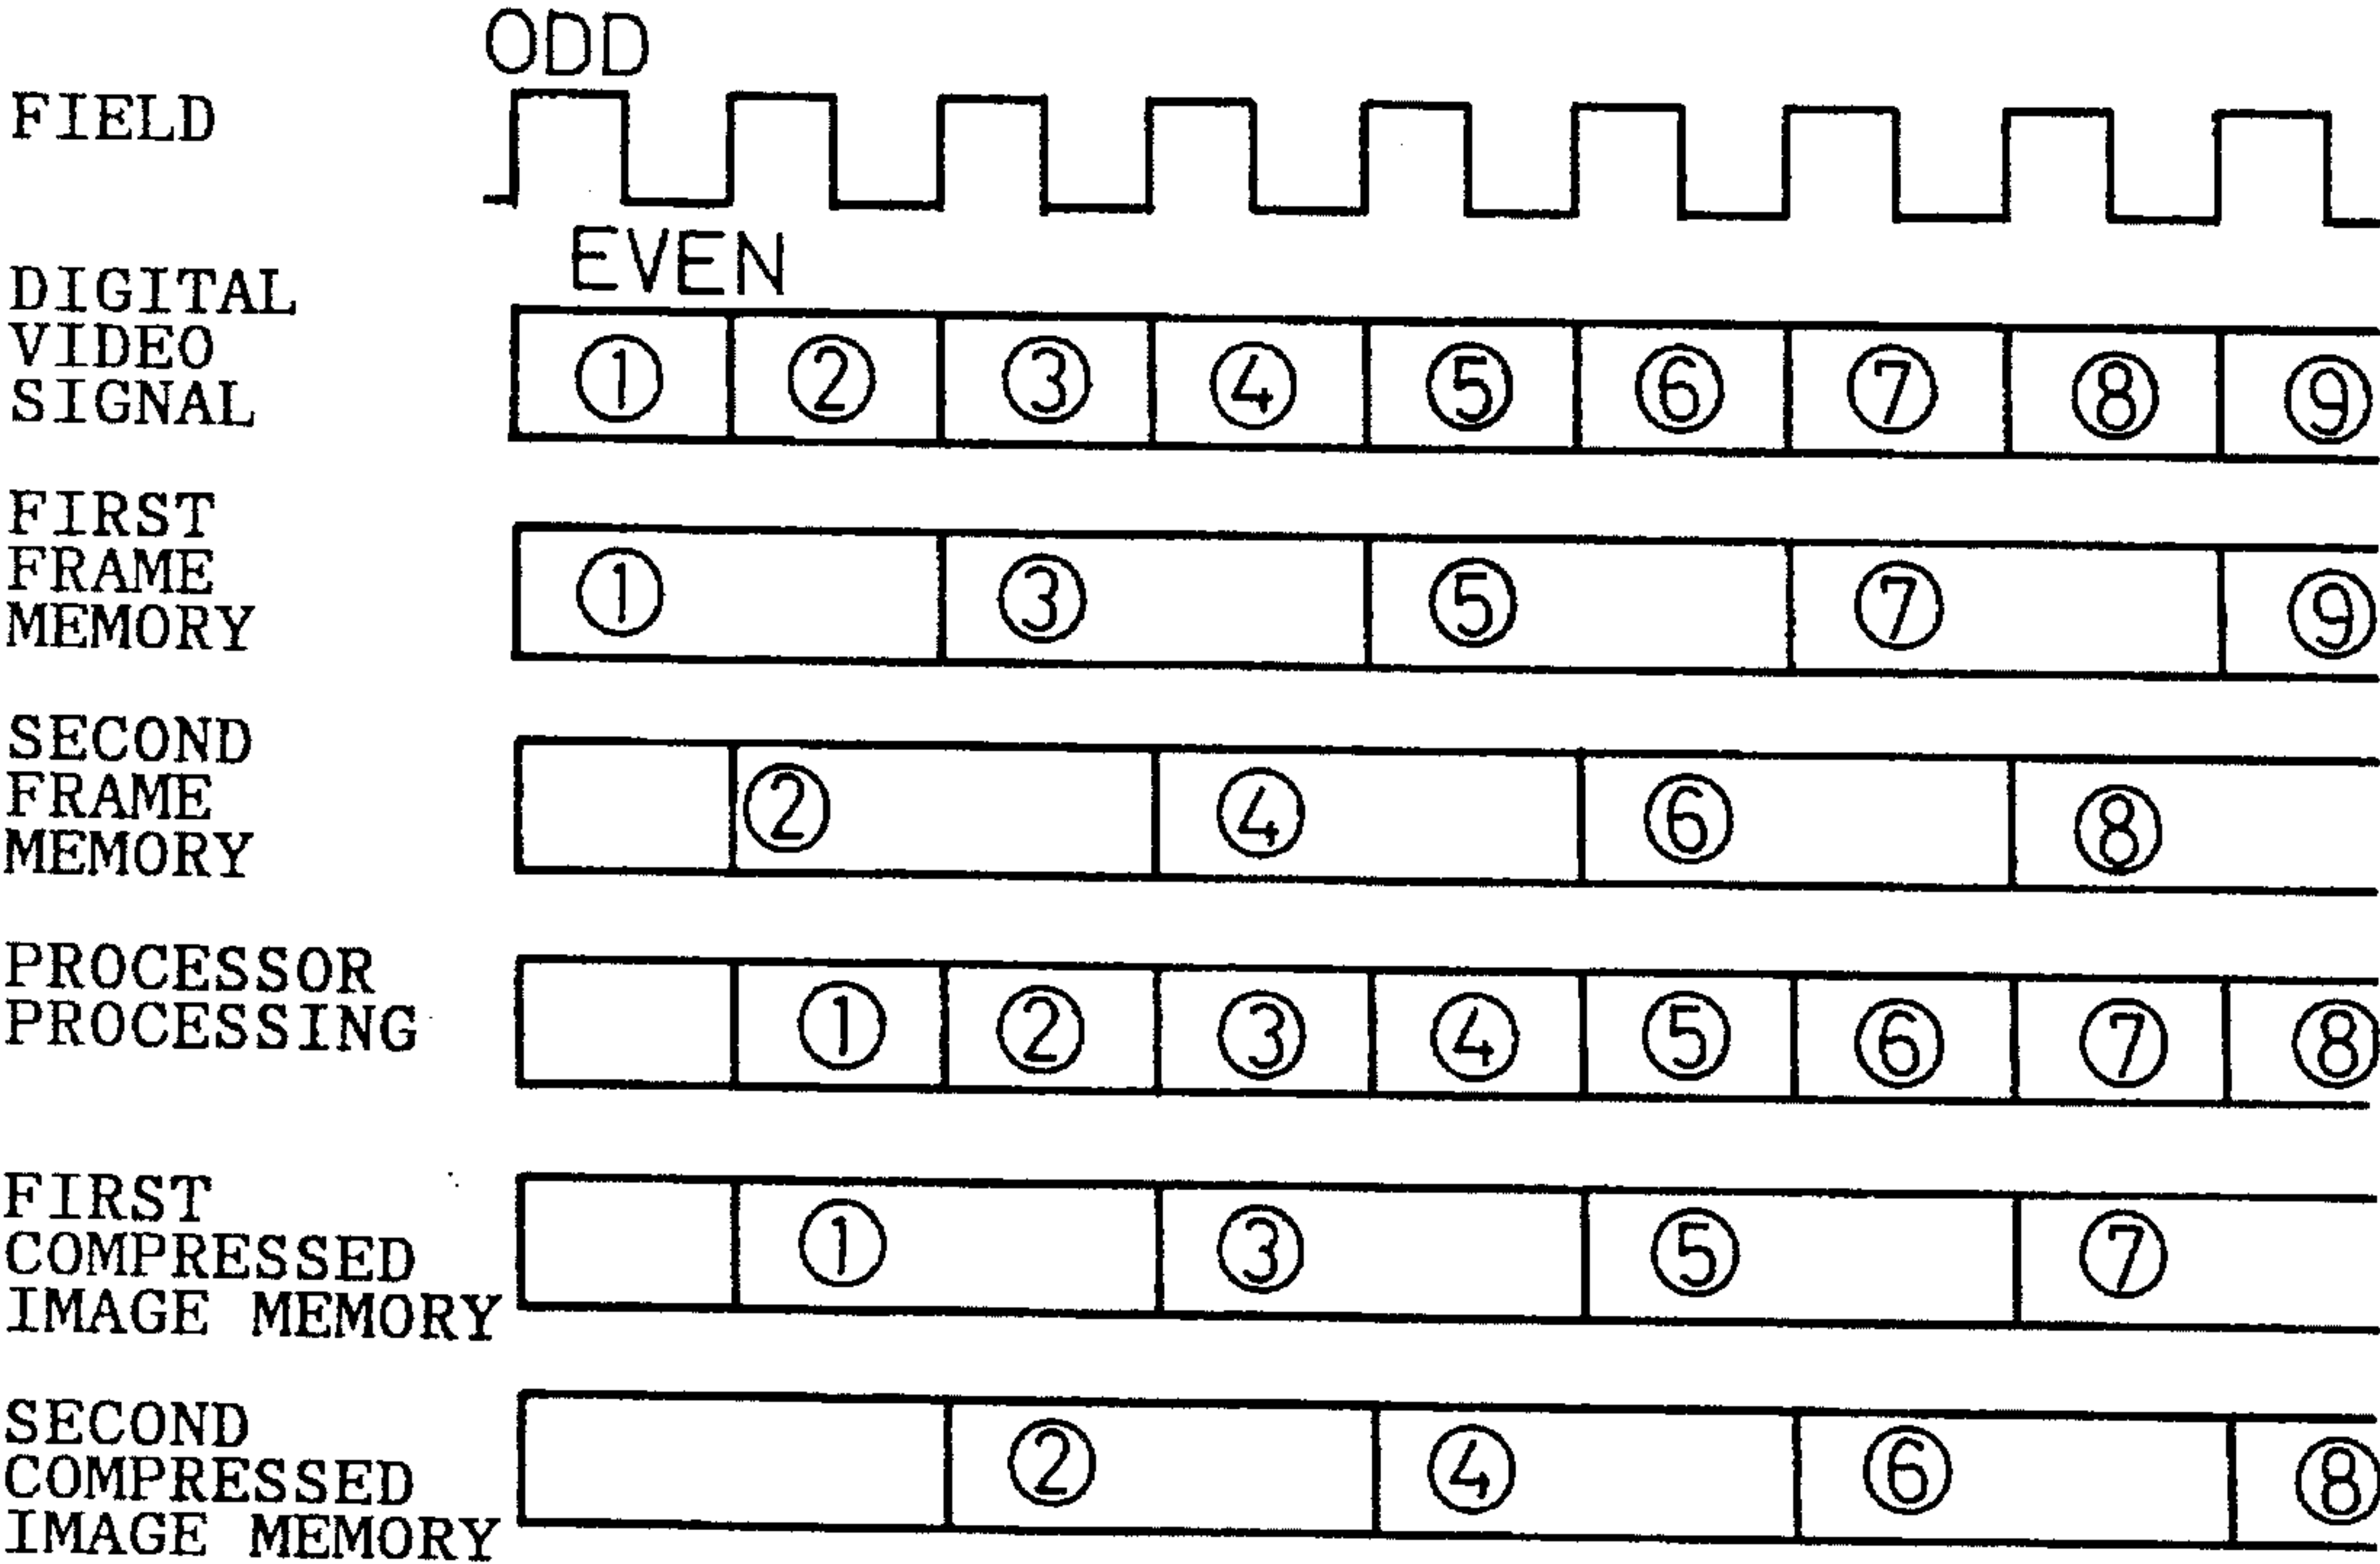 ODD
FIELD
EVEN
DIGITAL
VIDEO
SIGNAL
① ② ③ ④ ⑤ ⑥ ⑦ ⑧ ⑨
FIRST
FRAME
MEMORY
① ③ ⑤ ⑦ ⑨
SECOND
FRAME
MEMORY
② ④ ⑥ ⑧
PROCESSOR
PROCESSING
① ② ③ ④ ⑤ ⑥ ⑦ ⑧
FIRST
COMPRESSED
IMAGE MEMORY
① ③ ⑤ ⑦
SECOND
COMPRESSED
IMAGE MEMORY
② ④ ⑥ ⑧